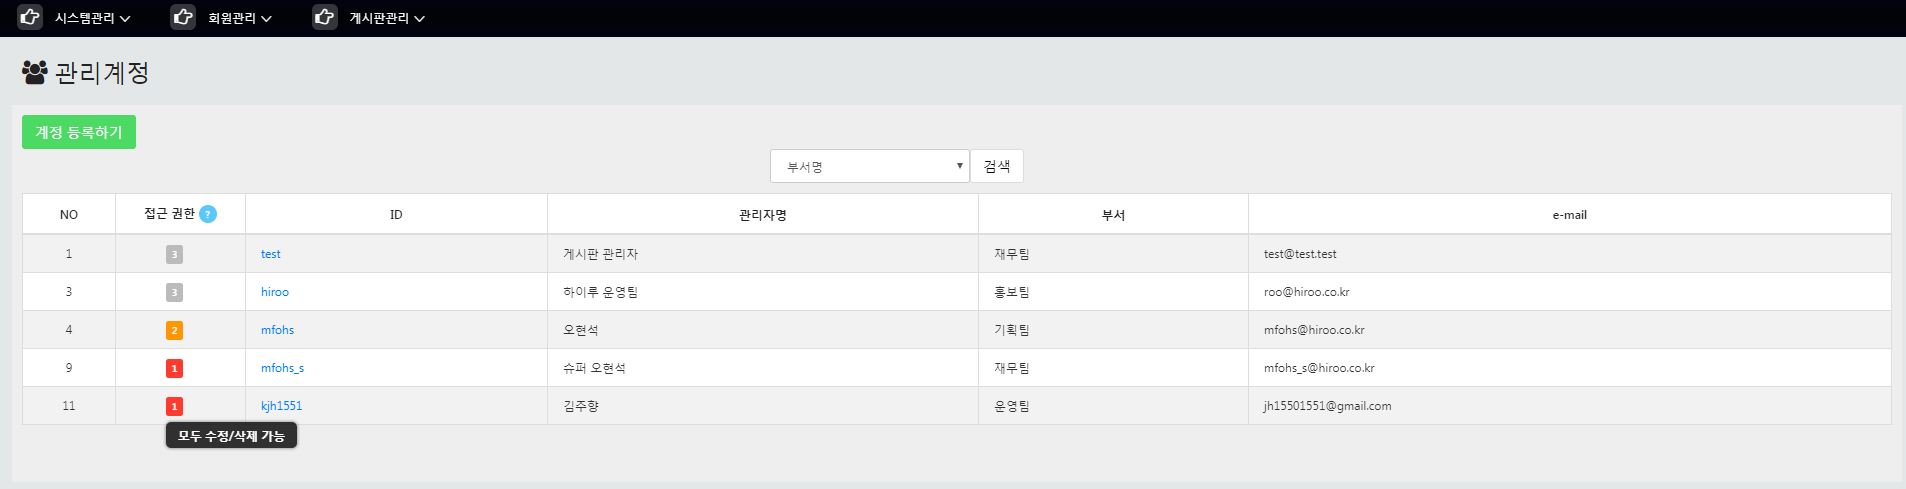 시스템관리 회원관리 게시판관리
관리계정
계정 등록하기
부서명 검색
NO 접근 권한 ? ID 관리자명 부서 e-mail
1 3 test 게시판 관리자 재무팀 test@test.test
3 3 hiroo 하이루 운영팀 홍보팀 roo@hiroo.co.kr
4 2 mfohs 오현석 기획팀 mfohs@hiroo.co.kr
9 1 mfohs_s 슈퍼 오현석 재무팀 mfohs_s@hiroo.co.kr
11 1 kjh1551 김주향 운영팀 jh15501551@gmail.com
모두 수정/삭제 가능